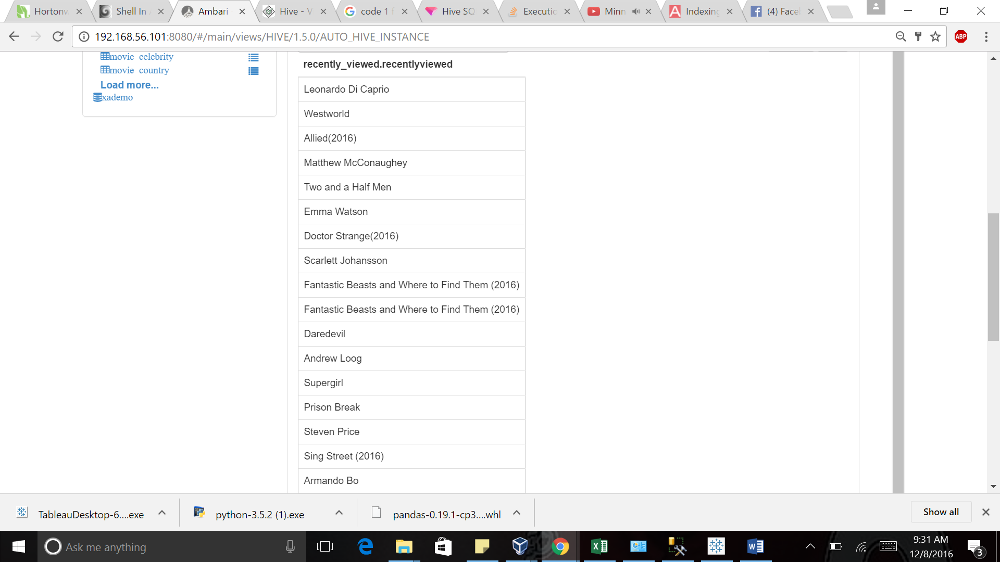 Hortonw
Shell In
Ambari
Hive - V
code 1 f
Hive SQ
Executio
Minn
Indexing
(4) Facel
192.168.56.101:8080/#/main/views/HIVE/1.5.0/AUTO_HIVE_INSTANCE
ABP
movie_celebrity
movie_country
Load more...
xademo
recently_viewed.recentlyviewed
Leonardo Di Caprio
Westworld
Allied(2016)
Matthew McConaughey
Two and a Half Men
Emma Watson
Doctor Strange(2016)
Scarlett Johansson
Fantastic Beasts and Where to Find Them (2016)
Fantastic Beasts and Where to Find Them (2016)
Daredevil
Andrew Loog
Supergirl
Prison Break
Steven Price
Sing Street (2016)
Armando Bo
TableauDesktop-6....exe
python-3.5.2 (1).exe
pandas-0.19.1-cp3....whl
Show all
Ask me anything
9:31 AM
12/8/2016
3